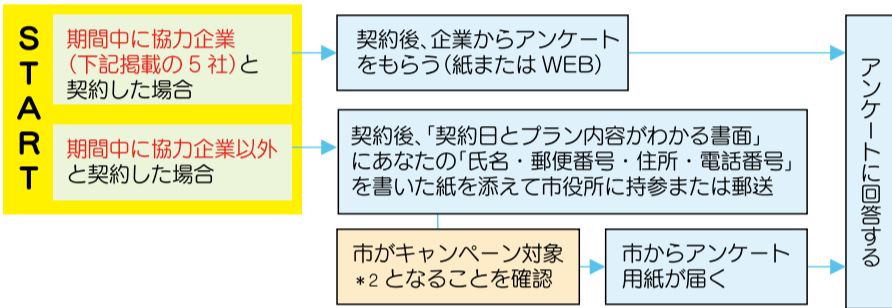 START
期間中に協力企業
(下記掲載の5社)と
契約した場合
契約後、企業からアンケート
をもらう(紙またはWEB)
期間中に協力企業以外
と契約した場合
契約後、「契約日とプラン内容がわかる書面」
にあなたの「氏名・郵便番号・住所・電話番号」
を書いた紙を添えて市役所に持参または郵送
市がキャンペーン対象
*2となることを確認
市からアンケート
用紙が届く
アンケートに回答する